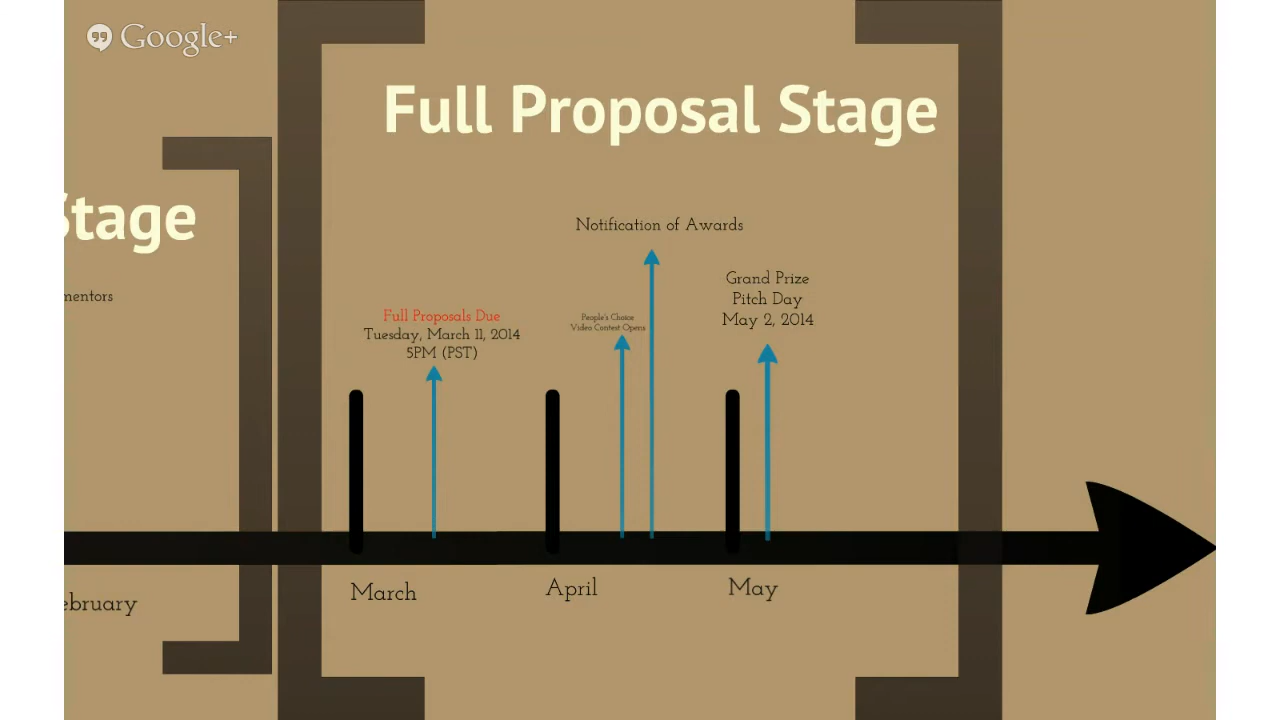 Google+
Full Proposal Stage
Stage
mentors
Notification of Awards
Grand Prize
Pitch Day
May 2, 2014
Full Proposals Due
Tuesday, March 11, 2014
5PM (PST)
People's Choice
Video Contest Opens
ebruary
March
April
May